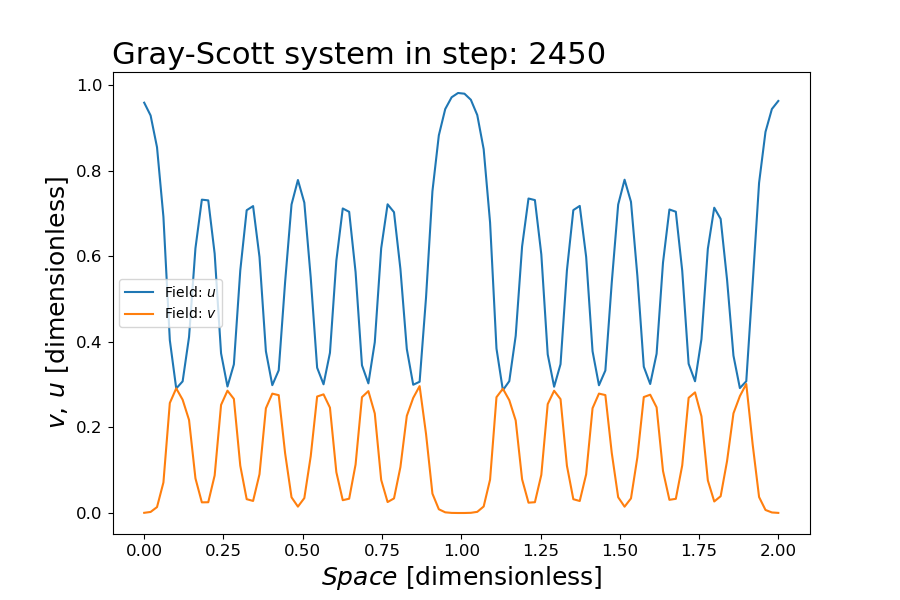 Gray-Scott system in step: 2450
1.0
0.8
0.6
0.4
0.2
0.0
v, u [dimensionless]
Field: u
Field: v
0.00 0.25 0.50 0.75 1.00 1.25 1.50 1.75 2.00
Space [dimensionless]